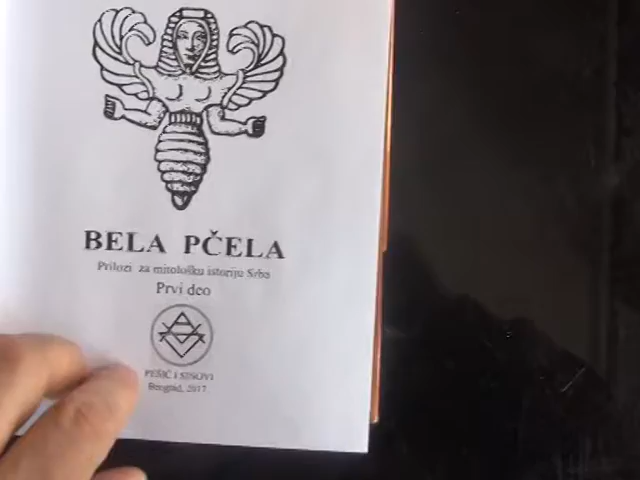 BELA PČELA
Prilozi za mitološku istoriju Srba
Prvi deo
PEŠIĆ I SINOVI
Beograd, 2017